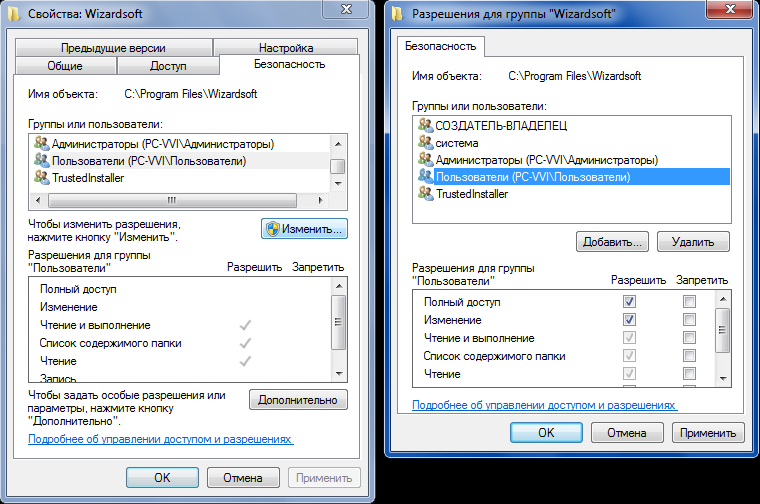 Свойства: Wizardsoft
Предыдущие версии
Настройка
Общие
Доступ
Безопасность
Имя объекта: C:\Program Files\Wizardsoft
Группы или пользователи:
Администраторы (PC-VVI\Администраторы)
Пользователи (PC-VVI\Пользователи)
TrustedInstaller
Чтобы изменить разрешения,
нажмите кнопку "Изменить".
Изменить...
Разрешения для группы
"Пользователи"
Разрешить
Запретить
Полный доступ
Изменение
Чтение и выполнение
Список содержимого папки
Чтение
Запись
Чтобы задать особые разрешения или
параметры, нажмите кнопку
"Дополнительно".
Дополнительно
Подробнее об управлении доступом и разрешениях
OK
Отмена
Применить
Разрешения для группы "Wizardsoft"
Безопасность
Имя объекта: C:\Program Files\Wizardsoft
Группы или пользователи:
СОЗДАТЕЛЬ-ВЛАДЕЛЕЦ
система
Администраторы (PC-VVI\Администраторы)
Пользователи (PC-VVI\Пользователи)
TrustedInstaller
Добавить...
Удалить
Разрешения для группы
"Пользователи"
Разрешить
Запретить
Полный доступ
Изменение
Чтение и выполнение
Список содержимого папки
Чтение
Подробнее об управлении доступом и разрешениях
OK
Отмена
Применить